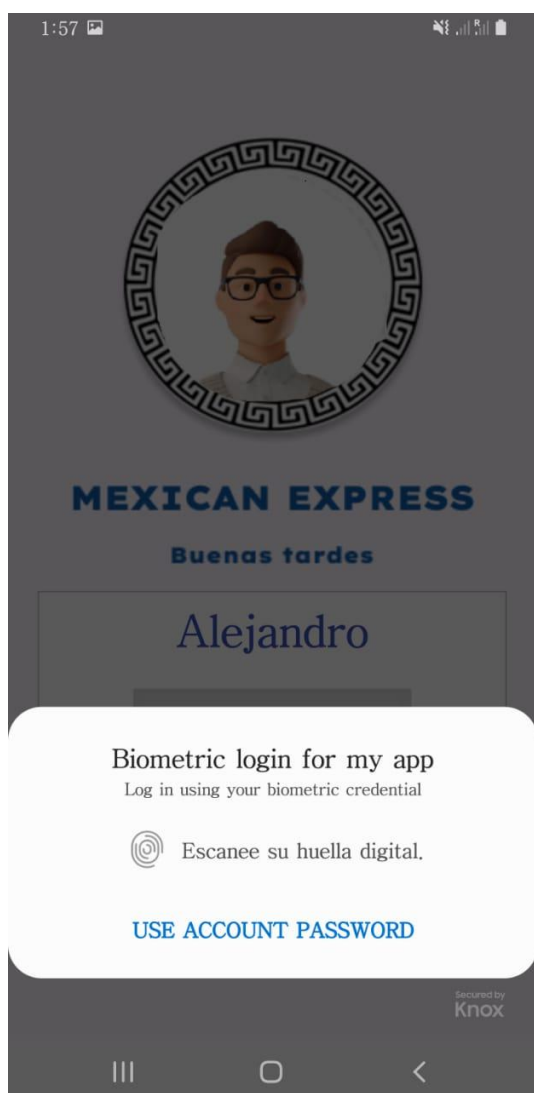 1:57
MEXICAN EXPRESS
Buenas tardes
Alejandro
Biometric login for my app
Log in using your biometric credential
Escanee su huella digital.
USE ACCOUNT PASSWORD
Secured by
Knox